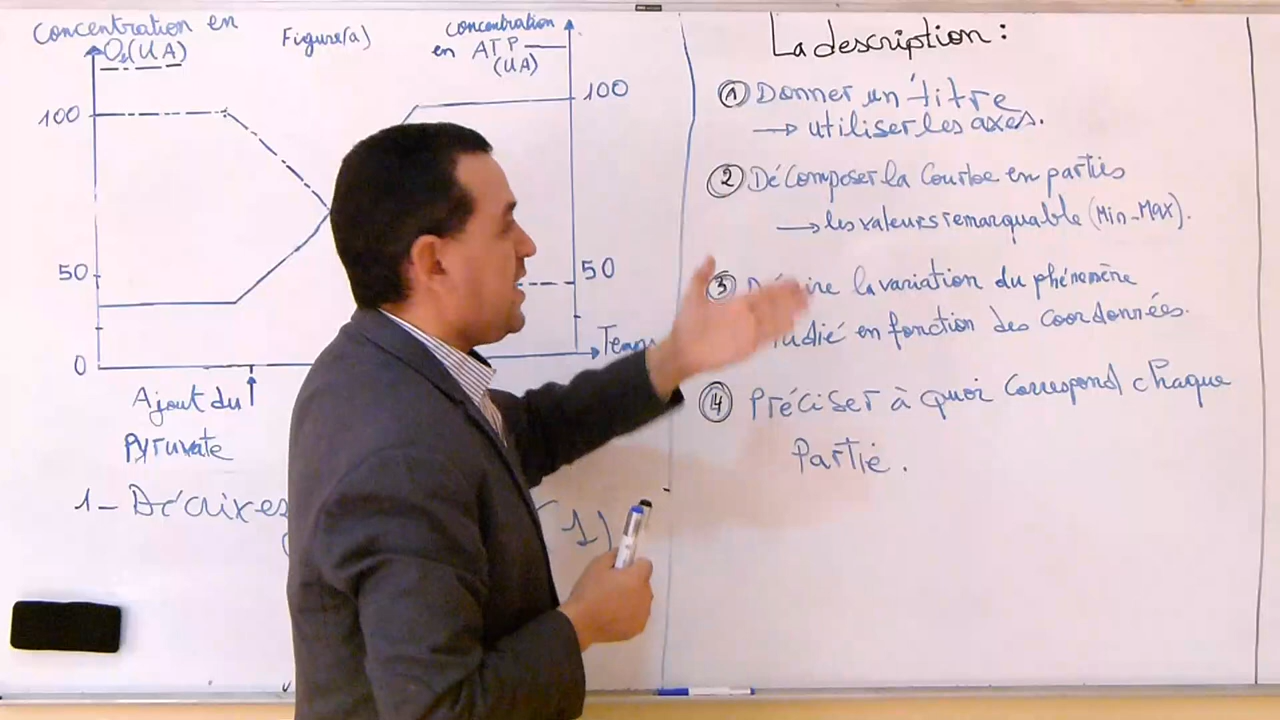 Concentration en
O₂(UA)
Figure(a)
concentration
en ATP
(UA)
100
50
0
100
50
Temps
Ajout du
Pyruvate
1- Décrives
1)
La description :
① Donner un titre
→ utiliser les axes.
② Décomposer la Courbe en parties
→ les valeurs remarquable (Min-Max).
③ la variation du phénomène
en fonction des Coordonnées.
④ Préciser à quoi Correspond chaque
Partie.